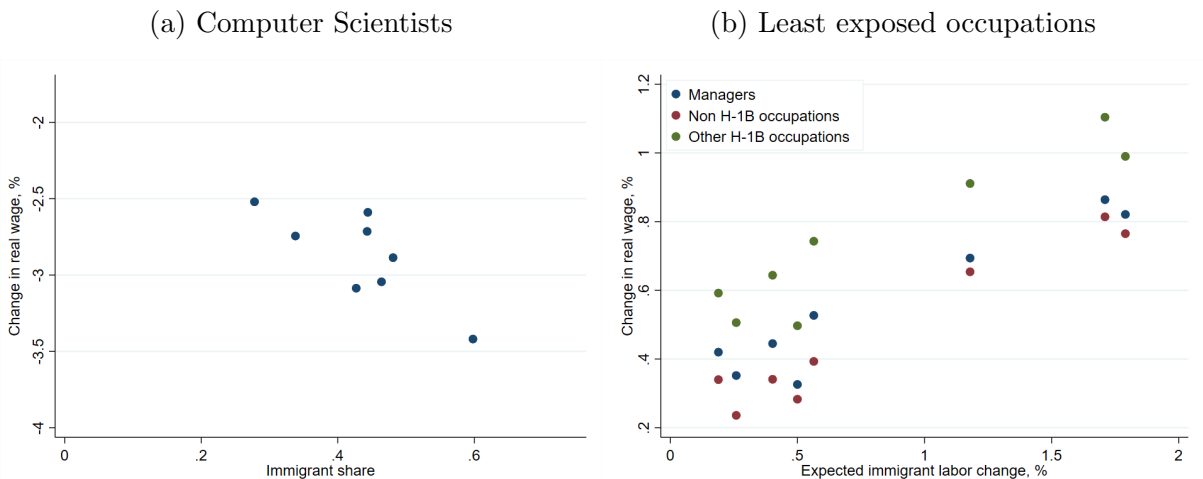 (a) Computer Scientists
Change in real wage, %
-2
-2.5
-3
-3.5
-4
0 .2 .4 .6
Immigrant share
(b) Least exposed occupations
Change in real wage, %
1.2
1
.8
.6
.4
.2
Managers
Non H-1B occupations
Other H-1B occupations
0 .5 1 1.5 2
Expected immigrant labor change, %